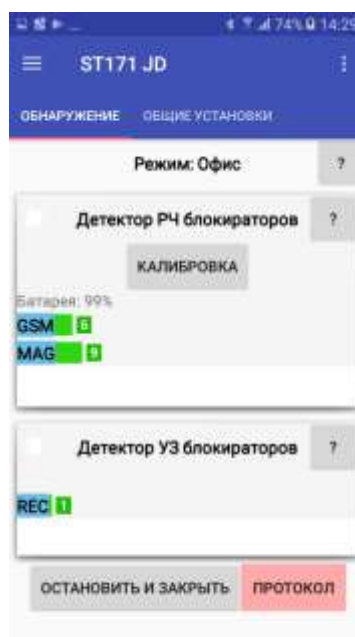 74% 14:29
ST171 JD
ОБНАРУЖЕНИЕ ОБЩИЕ УСТАНОВКИ
Режим: Офис ?
Детектор РЧ блокираторов ?
КАЛИБРОВКА
Батарея: 99%
GSM 6
MAG 9
Детектор УЗ блокираторов ?
REC 1
ОСТАНОВИТЬ И ЗАКРЫТЬ ПРОТОКОЛ